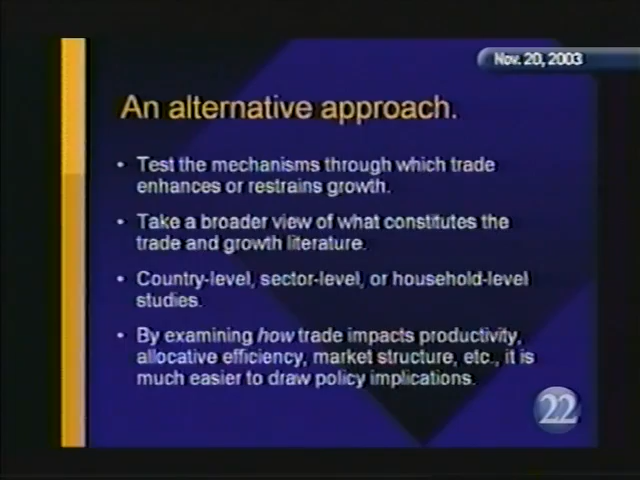 Nov. 20, 2003
An alternative approach.
• Test the mechanisms through which trade
enhances or restrains growth.
• Take a broader view of what constitutes the
trade and growth literature.
• Country-level, sector-level, or household-level
studies.
• By examining how trade impacts productivity,
allocative efficiency, market structure, etc., it is
much easier to draw policy implications.
22